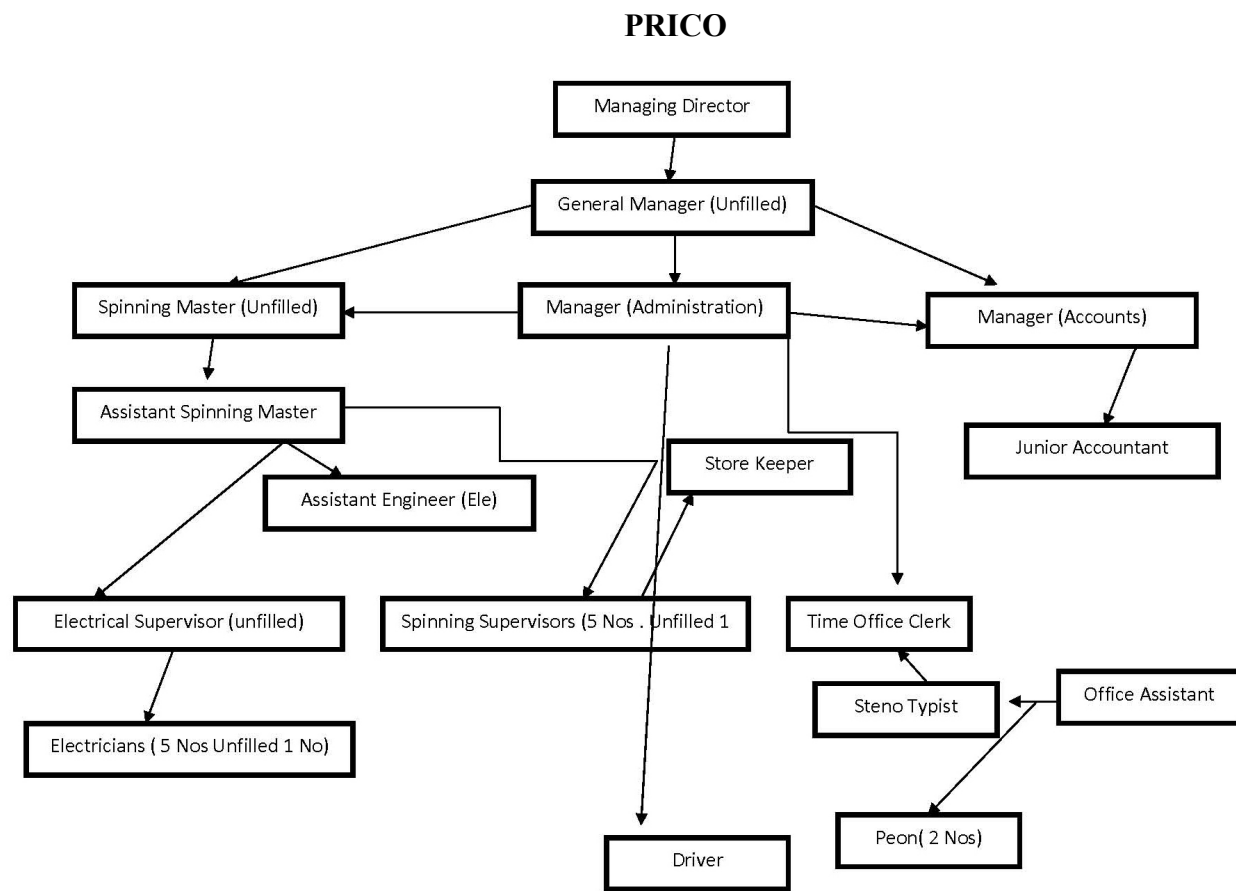 PRICO
Managing Director
General Manager (Unfilled)
Spinning Master (Unfilled)
Manager (Administration)
Manager (Accounts)
Assistant Spinning Master
Junior Accountant
Store Keeper
Assistant Engineer (Ele)
Electrical Supervisor (unfilled)
Spinning Supervisors (5 Nos . Unfilled 1
Time Office Clerk
Steno Typist
Office Assistant
Electricians ( 5 Nos Unfilled 1 No)
Peon( 2 Nos)
Driver